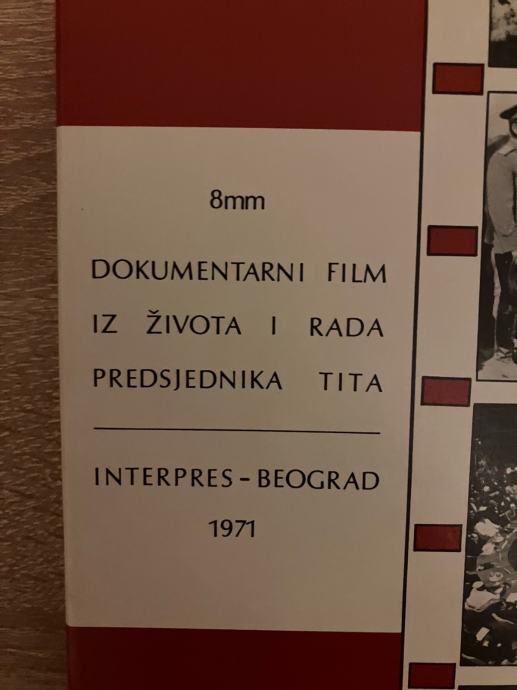 8mm
DOKUMENTARNI FILM
IZ ŽIVOTA I RADA
PREDSJEDNIKA TITA
INTERPRES-BEOGRAD
1971